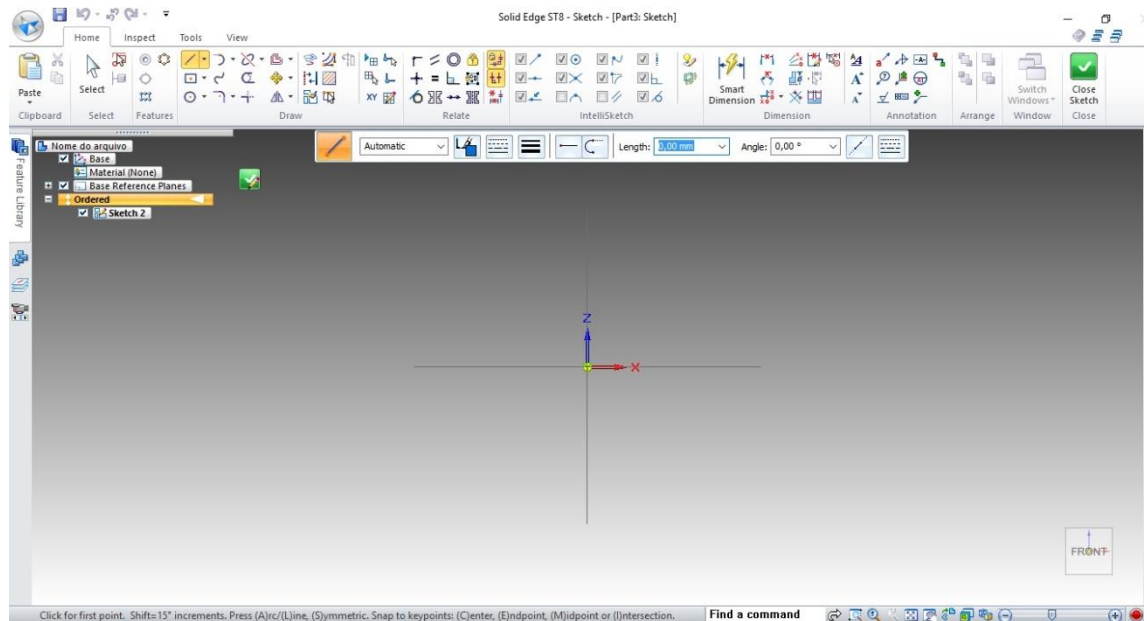 Solid Edge ST8 - Sketch - [Part3: Sketch]
Home Inspect Tools View
Paste
Select
Smart
Dimension
Switch
Windows
Close
Sketch
Clipboard Select Features Draw Relate IntelliSketch Dimension Annotation Arrange Window Close
Feature Library
Nome do arquivo
Base
Material (None)
Base Reference Planes
Ordered
Sketch 2
Automatic Length: 0,00 mm Angle: 0,00 °
Z
X
FRONT
Click for first point. Shift=15° increments. Press (A)rc/(L)ine, (S)ymmetric. Snap to keypoints: (C)enter, (E)ndpoint, (M)idpoint or (I)ntersection. Find a command